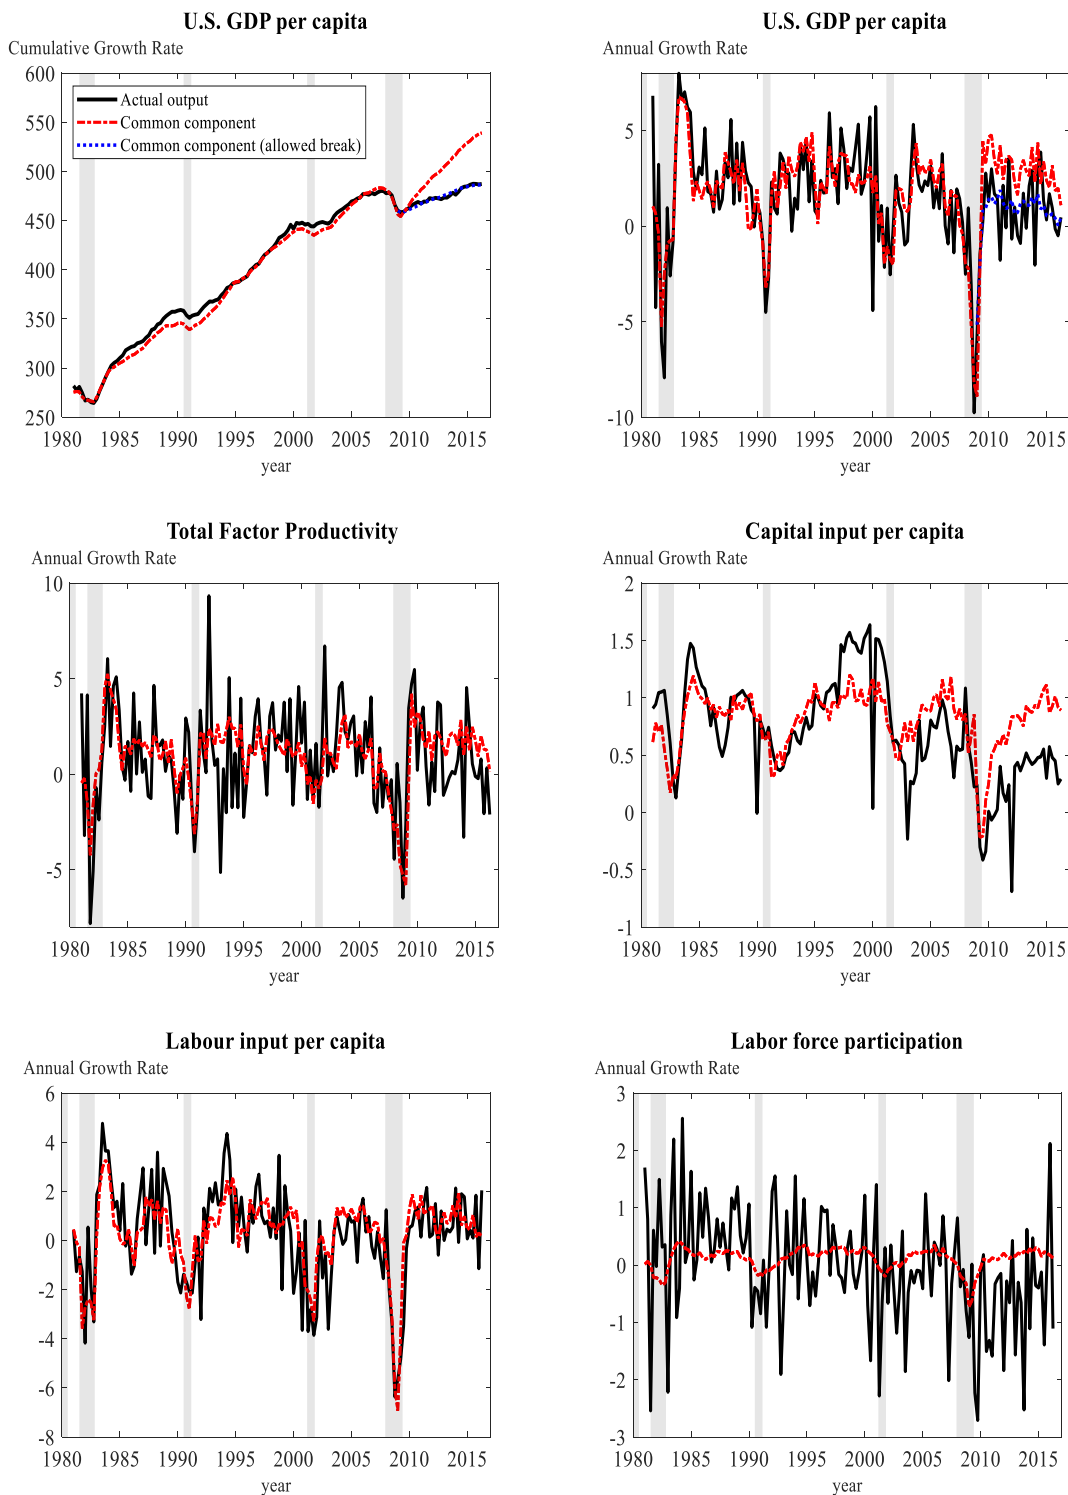 U.S. GDP per capita
Cumulative Growth Rate
600
550
500
450
400
350
300
250
Actual output
Common component
Common component (allowed break)
1980 1985 1990 1995 2000 2005 2010 2015
year
U.S. GDP per capita
Annual Growth Rate
5
0
-5
-10
1980 1985 1990 1995 2000 2005 2010 2015
year
Total Factor Productivity
Annual Growth Rate
10
5
0
-5
1980 1985 1990 1995 2000 2005 2010 2015
year
Capital input per capita
Annual Growth Rate
2
1.5
1
0.5
0
-0.5
-1
1980 1985 1990 1995 2000 2005 2010 2015
year
Labour input per capita
Annual Growth Rate
6
4
2
0
-2
-4
-6
-8
1980 1985 1990 1995 2000 2005 2010 2015
year
Labor force participation
Annual Growth Rate
3
2
1
0
-1
-2
-3
1980 1985 1990 1995 2000 2005 2010 2015
year